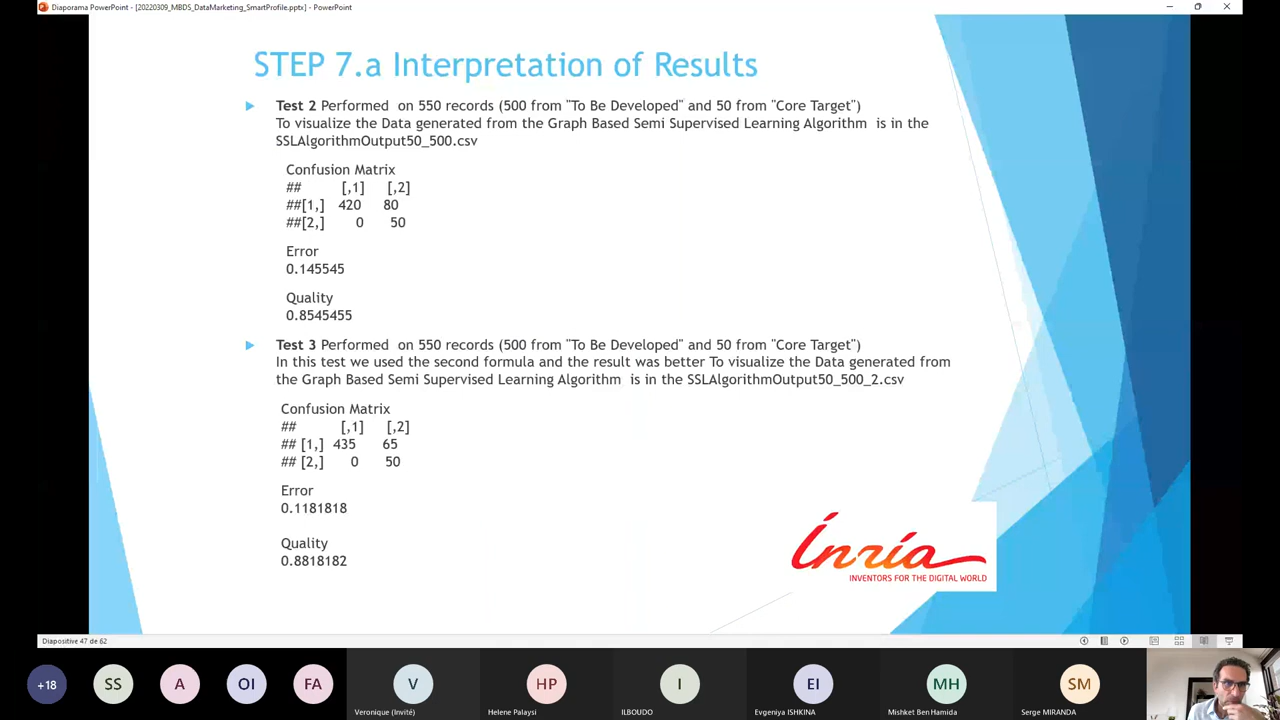 Diaporama PowerPoint - [20220309_MBDS_DataMarketing_SmartProfile.pptx] - PowerPoint
STEP 7.a Interpretation of Results
Test 2 Performed on 550 records (500 from "To Be Developed" and 50 from "Core Target")
To visualize the Data generated from the Graph Based Semi Supervised Learning Algorithm is in the
SSLAlgorithmOutput50_500.csv
Confusion Matrix
## [,1] [,2]
##[1,] 420 80
##[2,] 0 50
Error
0.145545
Quality
0.8545455
Test 3 Performed on 550 records (500 from "To Be Developed" and 50 from "Core Target")
In this test we used the second formula and the result was better To visualize the Data generated from
the Graph Based Semi Supervised Learning Algorithm is in the SSLAlgorithmOutput50_500_2.csv
Confusion Matrix
## [,1] [,2]
## [1,] 435 65
## [2,] 0 50
Error
0.1181818
Quality
0.8818182
Inria
INVENTORS FOR THE DIGITAL WORLD
Diapositive 47 de 62
+18 SS A OI FA V HP I EI MH SM
Veronique (Invité) Helene Palaysi ILBOUDO Evgeniya ISHKINA Mishket Ben Hamida Serge MIRANDA